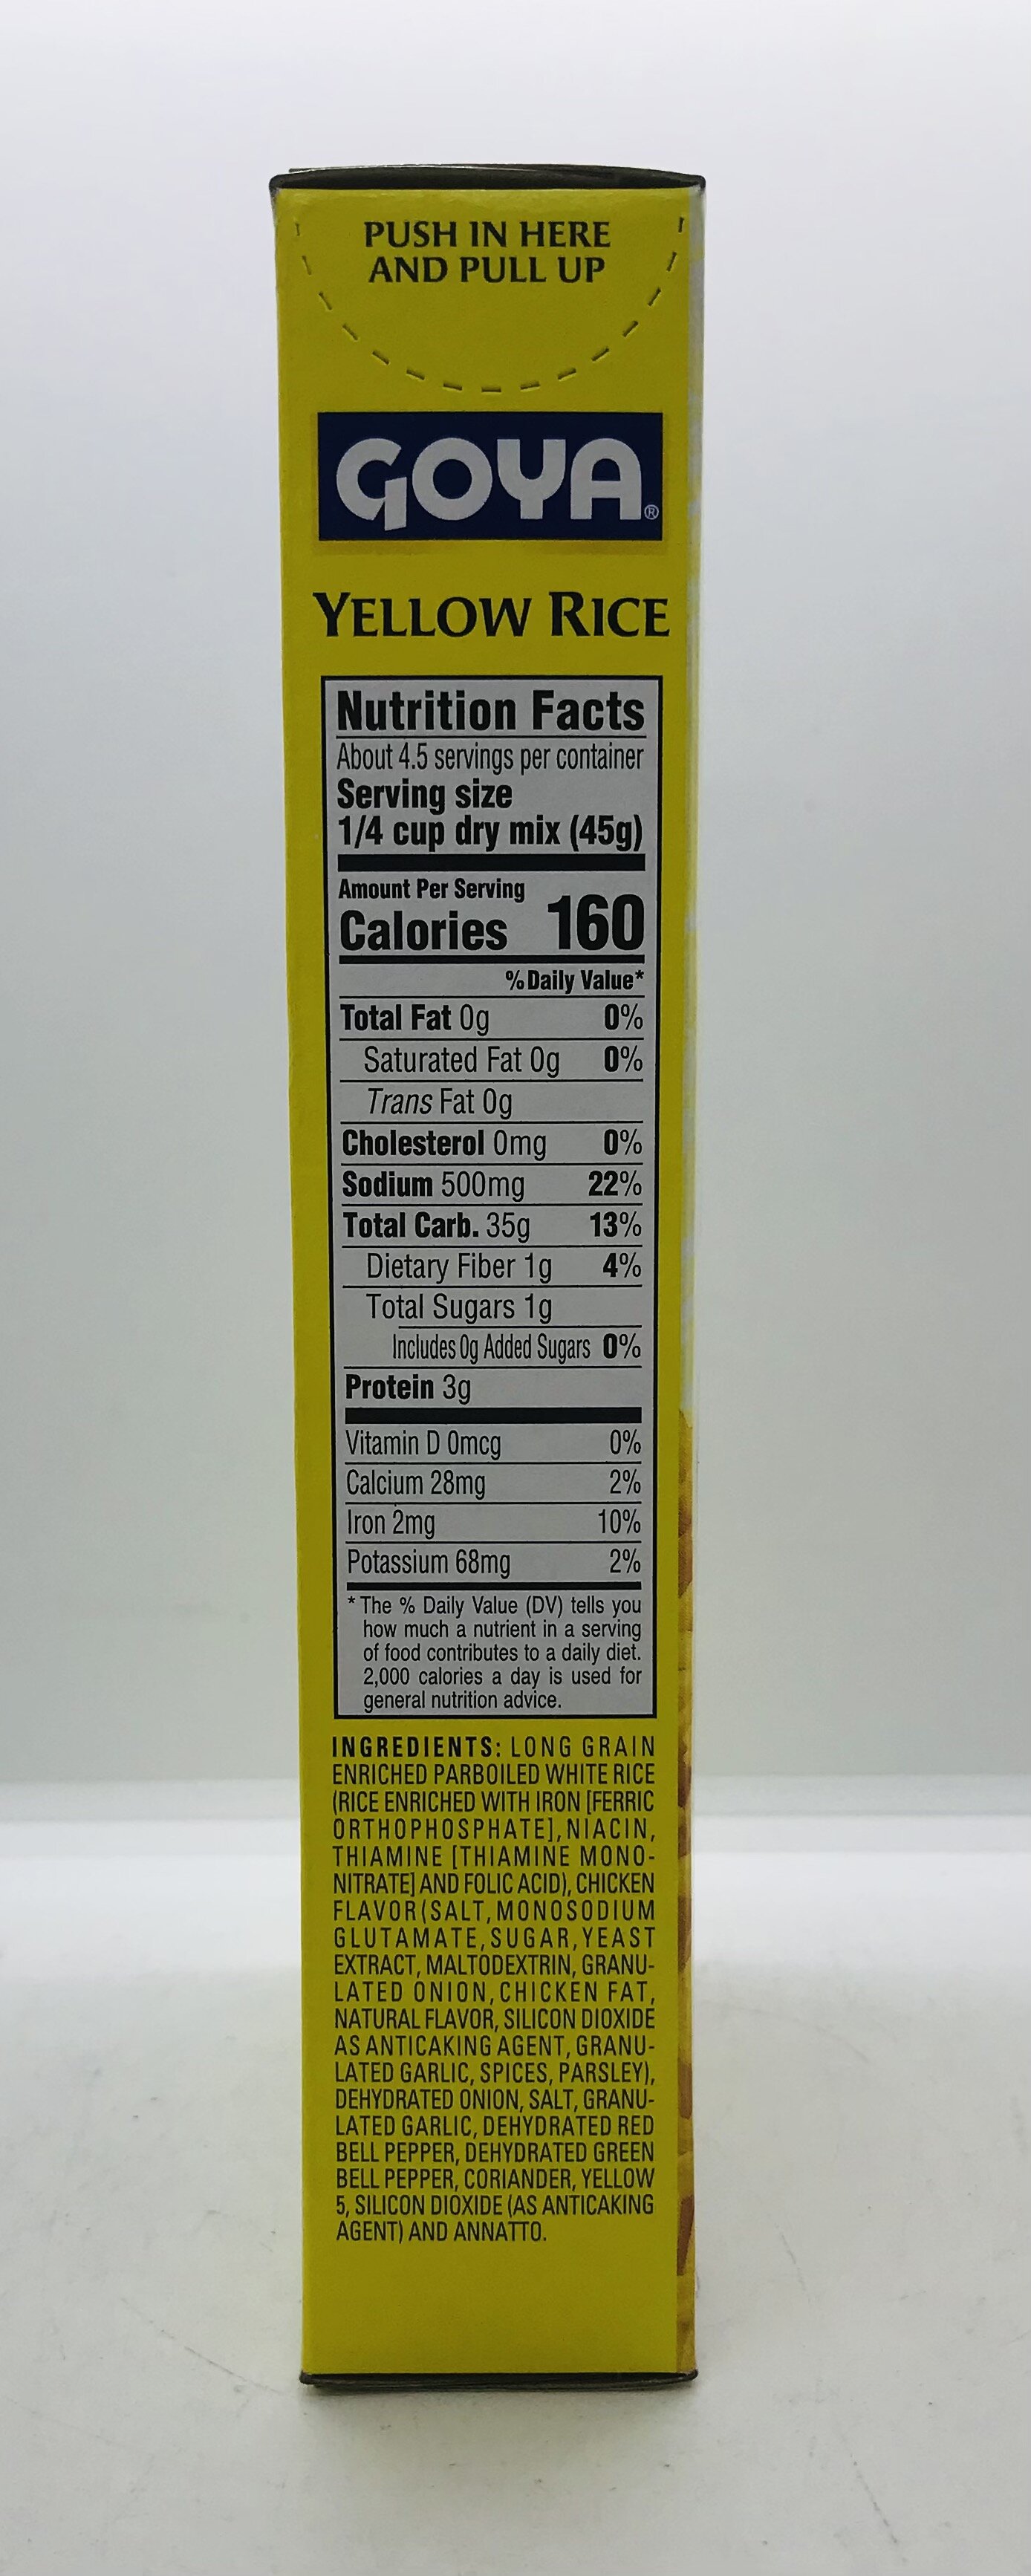 PUSH IN HERE
AND PULL UP
GOYA®
YELLOW RICE
Nutrition Facts
About 4.5 servings per container
Serving size
1/4 cup dry mix (45g)
Amount Per Serving
Calories 160
% Daily Value*
Total Fat 0g 0%
Saturated Fat 0g 0%
Trans Fat 0g
Cholesterol 0mg 0%
Sodium 500mg 22%
Total Carb. 35g 13%
Dietary Fiber 1g 4%
Total Sugars 1g
Includes 0g Added Sugars 0%
Protein 3g
Vitamin D 0mcg 0%
Calcium 28mg 2%
Iron 2mg 10%
Potassium 68mg 2%
* The % Daily Value (DV) tells you
how much a nutrient in a serving
of food contributes to a daily diet.
2,000 calories a day is used for
general nutrition advice.
INGREDIENTS: LONG GRAIN
ENRICHED PARBOILED WHITE RICE
(RICE ENRICHED WITH IRON [FERRIC
ORTHOPHOSPHATE], NIACIN,
THIAMINE [THIAMINE MONO-
NITRATE] AND FOLIC ACID), CHICKEN
FLAVOR (SALT, MONOSODIUM
GLUTAMATE, SUGAR, YEAST
EXTRACT, MALTODEXTRIN, GRANU-
LATED ONION, CHICKEN FAT,
NATURAL FLAVOR, SILICON DIOXIDE
AS ANTICAKING AGENT, GRANU-
LATED GARLIC, SPICES, PARSLEY),
DEHYDRATED ONION, SALT, GRANU-
LATED GARLIC, DEHYDRATED RED
BELL PEPPER, DEHYDRATED GREEN
BELL PEPPER, CORIANDER, YELLOW
5, SILICON DIOXIDE (AS ANTICAKING
AGENT) AND ANNATTO.